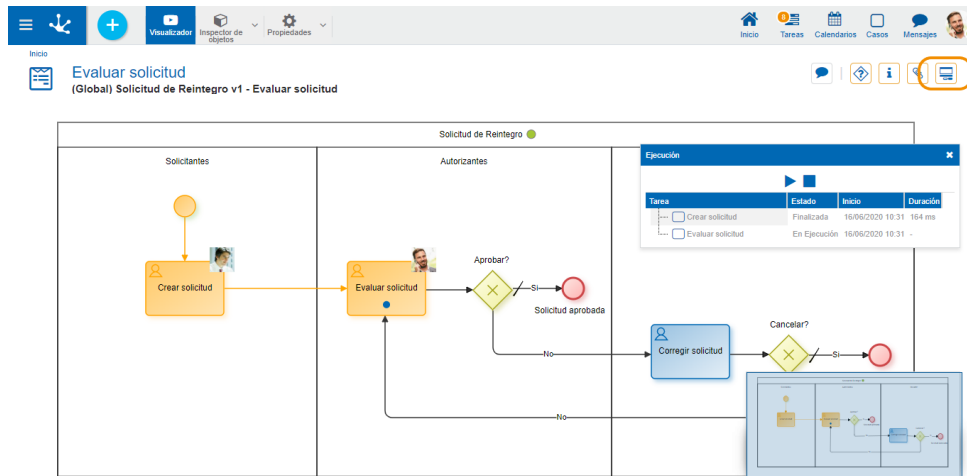 Visualizador
Inspector de
objetos
Propiedades
Inicio
Tareas
Calendarios
Casos
Mensajes
Inicio
Evaluar solicitud
(Global) Solicitud de Reintegro v1 - Evaluar solicitud
Solicitud de Reintegro
Solicitantes
Autorizantes
Ejecución
Tarea Estado Inicio Duración
Crear solicitud Finalizada 16/06/2020 10:31 164 ms
Evaluar solicitud En Ejecución 16/06/2020 10:31 -
Crear solicitud
Evaluar solicitud
Aprobar?
Si
Solicitud aprobada
No
Corregir solicitud
Cancelar?
Si
No